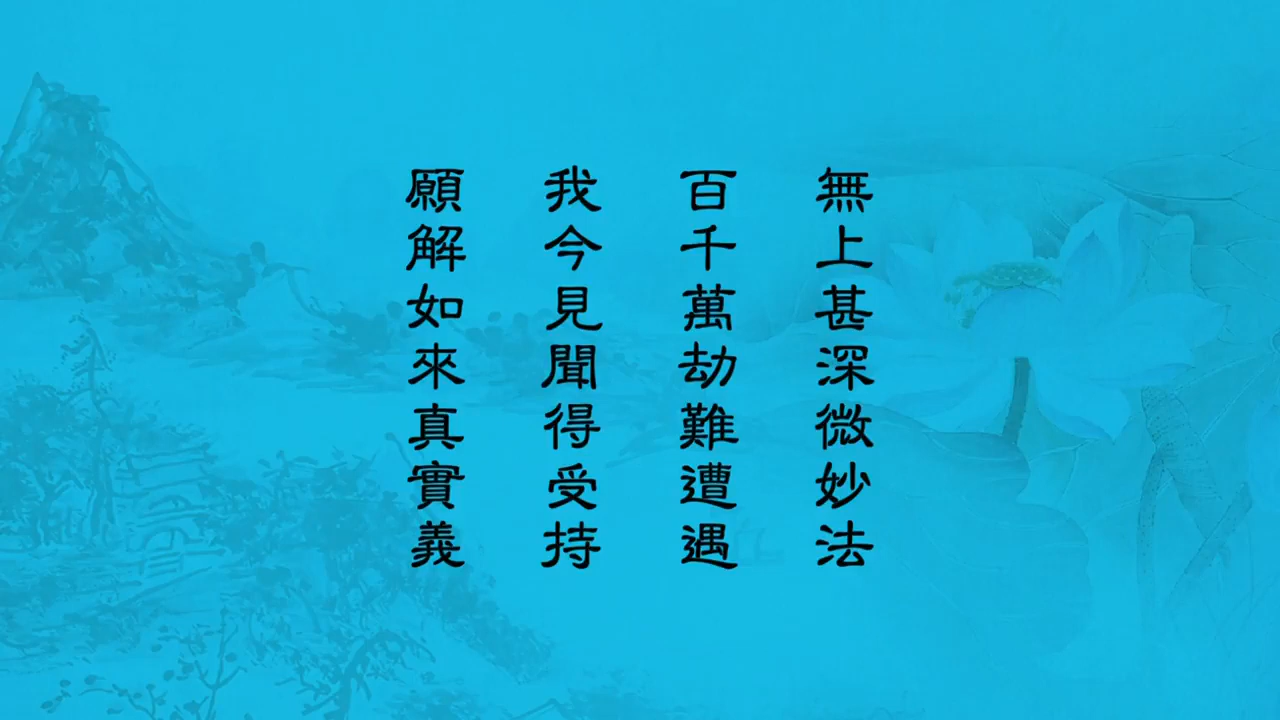 無上甚深微妙法
百千萬劫難遭遇
我今見聞得受持
願解如來真實義